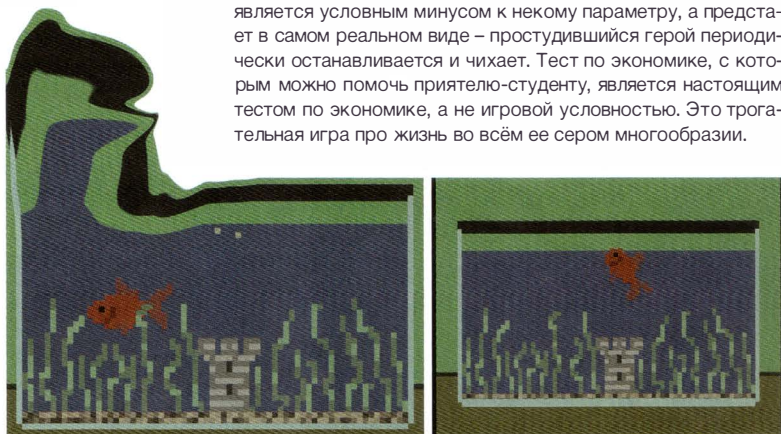 является условным минусом к некому параметру, а предста-
ет в самом реальном виде – простудившийся герой периоди-
чески останавливается и чихает. Тест по экономике, с кото-
рым можно помочь приятелю-студенту, является настоящим
тестом по экономике, а не игровой условностью. Это трога-
тельная игра про жизнь во всём ее сером многообразии.